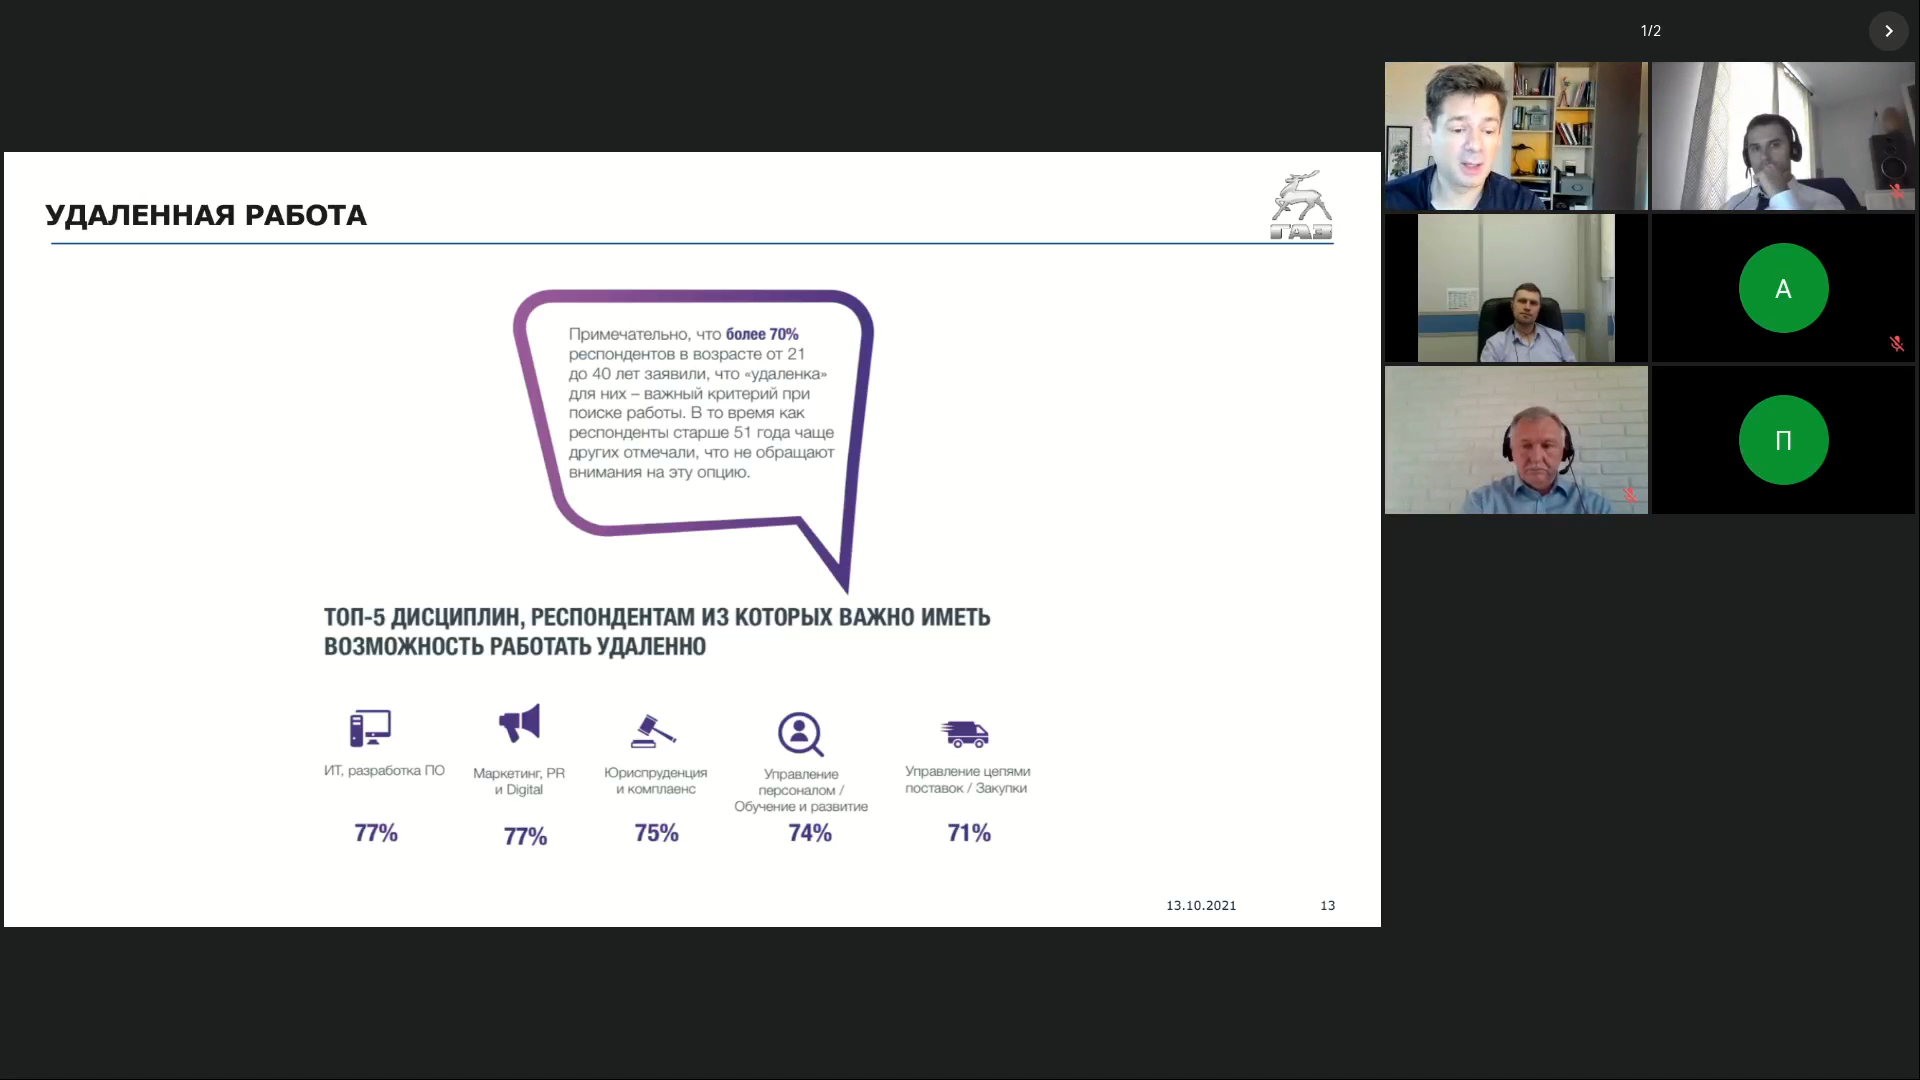 1/2
УДАЛЕННАЯ РАБОТА
ГАЗ
Примечательно, что более 70%
респондентов в возрасте от 21
до 40 лет заявили, что «удаленка»
для них – важный критерий при
поиске работы. В то время как
респонденты старше 51 года чаще
других отмечали, что не обращают
внимания на эту опцию.
ТОП-5 ДИСЦИПЛИН, РЕСПОНДЕНТАМ ИЗ КОТОРЫХ ВАЖНО ИМЕТЬ
ВОЗМОЖНОСТЬ РАБОТАТЬ УДАЛЕННО
ИТ, разработка ПО
77%
Маркетинг, PR
и Digital
77%
Юриспруденция
и комплаенс
75%
Управление
персоналом /
Обучение и развитие
74%
Управление цепями
поставок / Закупки
71%
13.10.2021
13
А
П